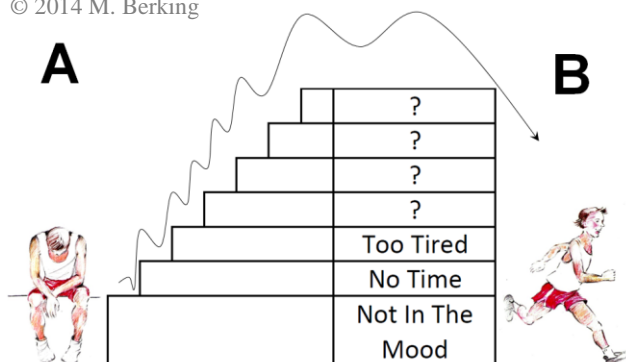 © 2014 M. Berking
A
B
?
?
?
?
Too Tired
No Time
Not In The
Mood